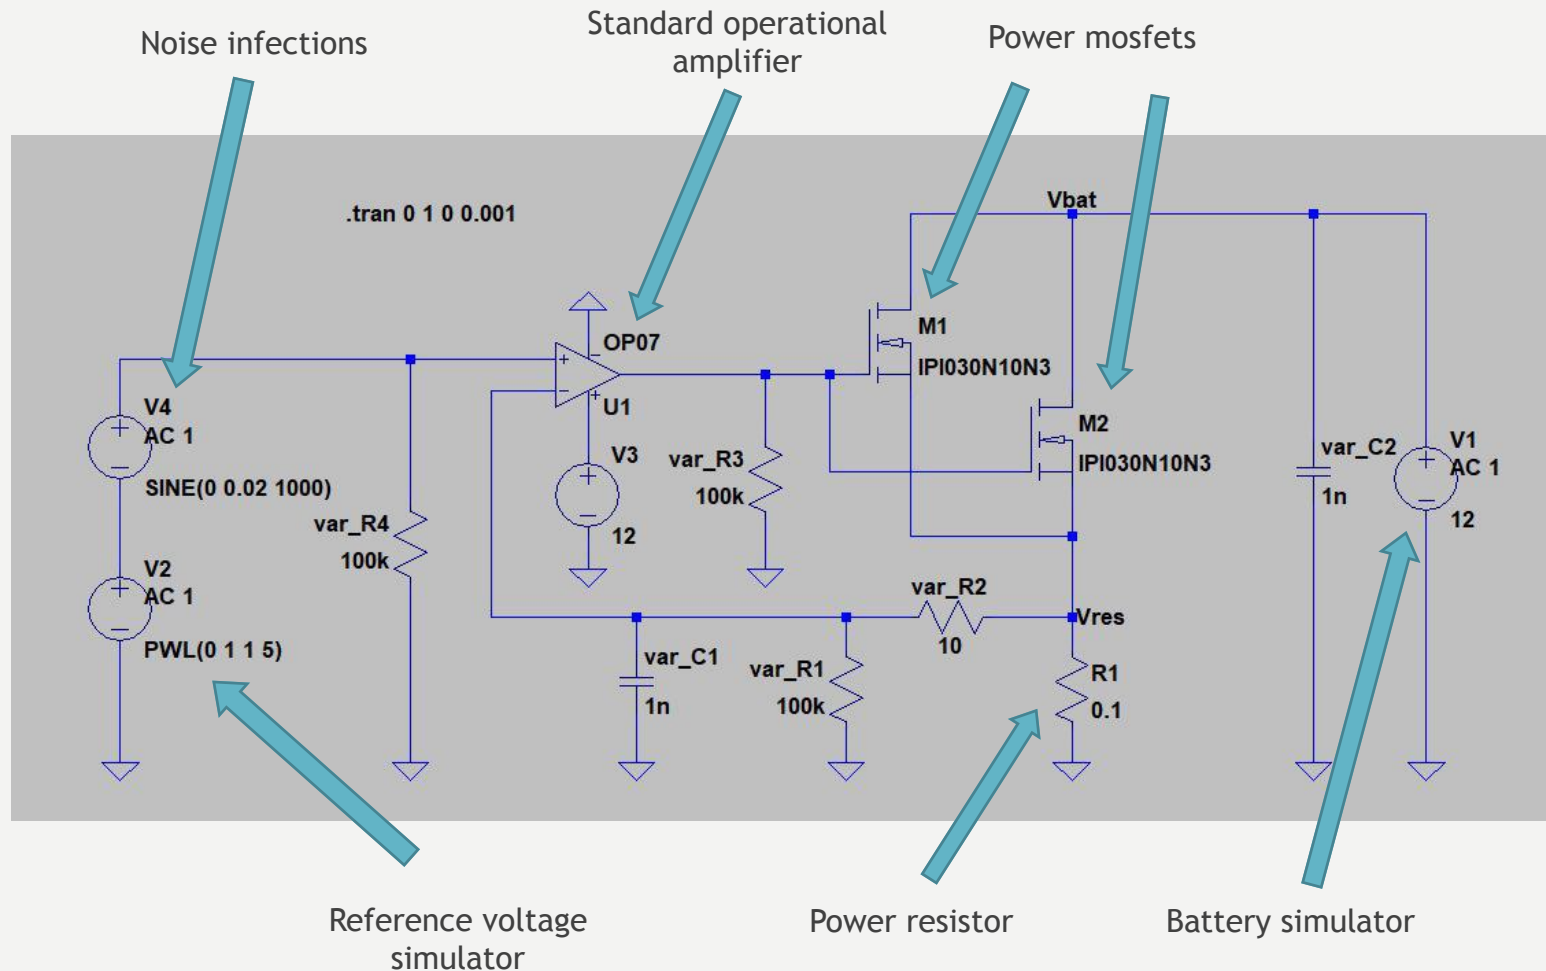 Noise infections
Standard operational
amplifier
Power mosfets
.tran 0 1 0 0.001
Vbat
OP07
U1
M1
IPI030N10N3
M2
IPI030N10N3
V4
AC 1
SINE(0 0.02 1000)
V3
12
var_R3
100k
var_C2
1n
V1
AC 1
12
var_R4
100k
V2
AC 1
PWL(0 1 1 5)
var_R2
10
Vres
var_C1
1n
var_R1
100k
R1
0.1
Reference voltage
simulator
Power resistor
Battery simulator